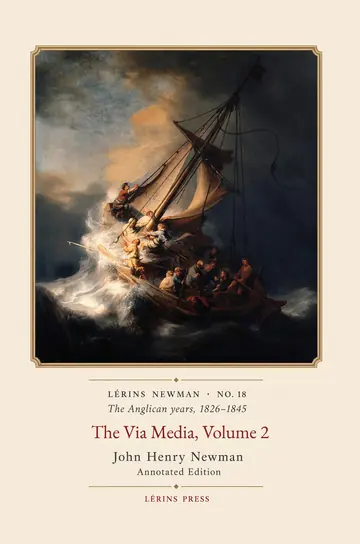 LÉRINS NEWMAN · NO. 18
The Anglican years, 1826–1845
The Via Media, Volume 2
John Henry Newman
Annotated Edition
LÉRINS PRESS